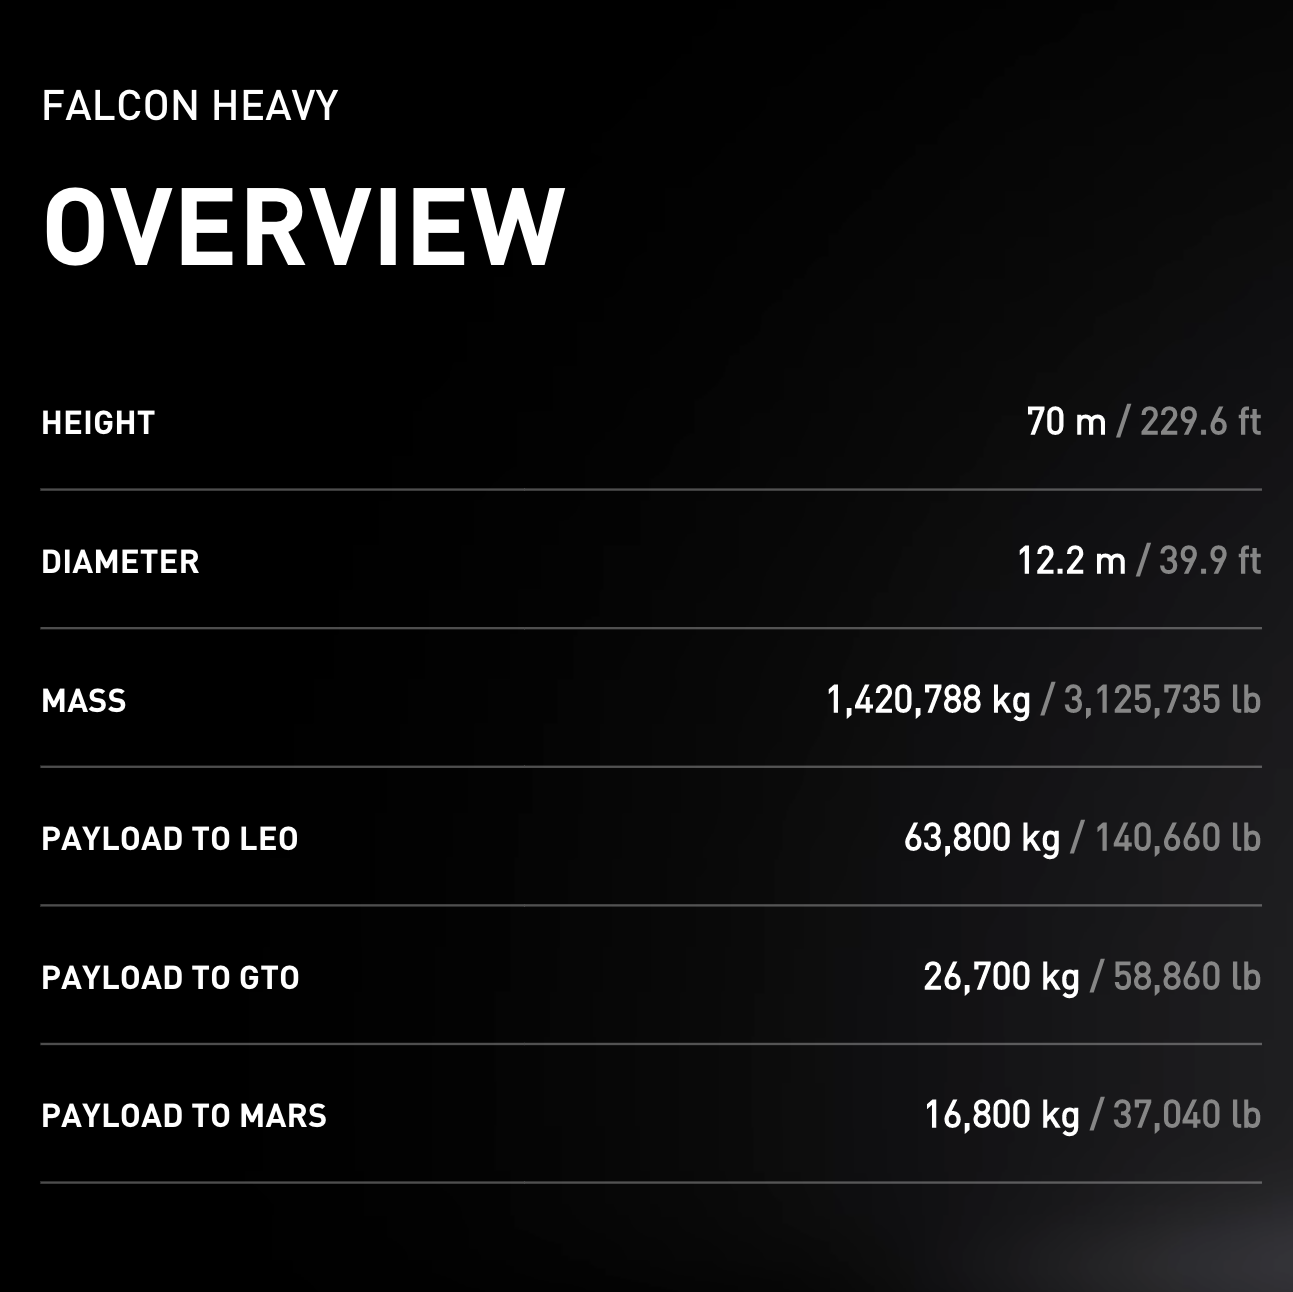 FALCON HEAVY
OVERVIEW
HEIGHT 70 m / 229.6 ft
DIAMETER 12.2 m / 39.9 ft
MASS 1,420,788 kg / 3,125,735 lb
PAYLOAD TO LEO 63,800 kg / 140,660 lb
PAYLOAD TO GTO 26,700 kg / 58,860 lb
PAYLOAD TO MARS 16,800 kg / 37,040 lb